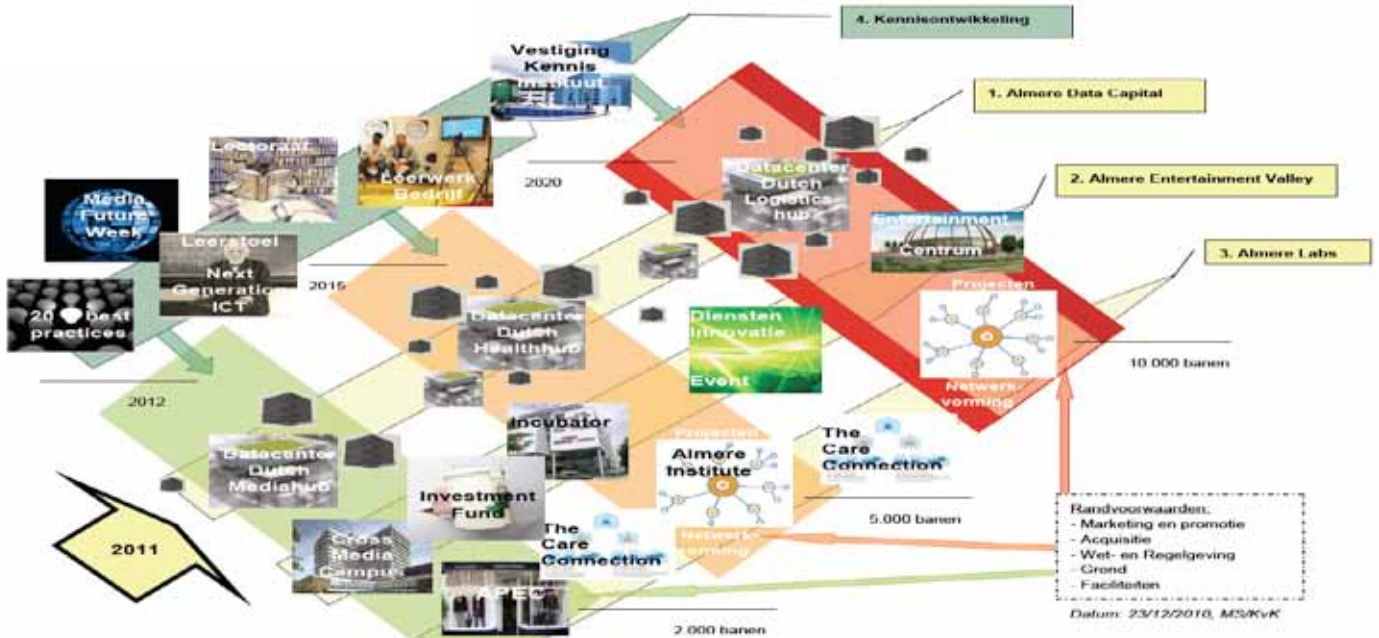 4. Kennisontwikkeling
Vestiging
Kennis
Instituut
1. Almere Data Capital
Lectoraat
Leerwerk
Bedrijf
2020
Datacenter
Dutch
Logistics-
hub
2. Almere Entertainment Valley
Media
Future
Week
Entertainment
Centrum
Leerstoel
Next
Generation
ICT
2015
3. Almere Labs
20
best
practices
Projecten
Datacenter
Dutch
Healthhub
Diensten
Innovatie
Event
10.000 banen
2012
Netwerk-
vorming
Incubator
Projecten
Almere
Institute
The
Care
Connection
Datacenter
Dutch
Mediahub
Investment
Fund
5.000 banen
Netwerk-
vorming
2011
Cross
Media
Campus
The
Care
Connection
APEC
2.000 banen
Randvoorwaarden:
- Marketing en promotie
- Acquisitie
- Wet- en Regelgeving
- Grond
- Faciliteiten
Datum: 23/12/2010, MS/KvK